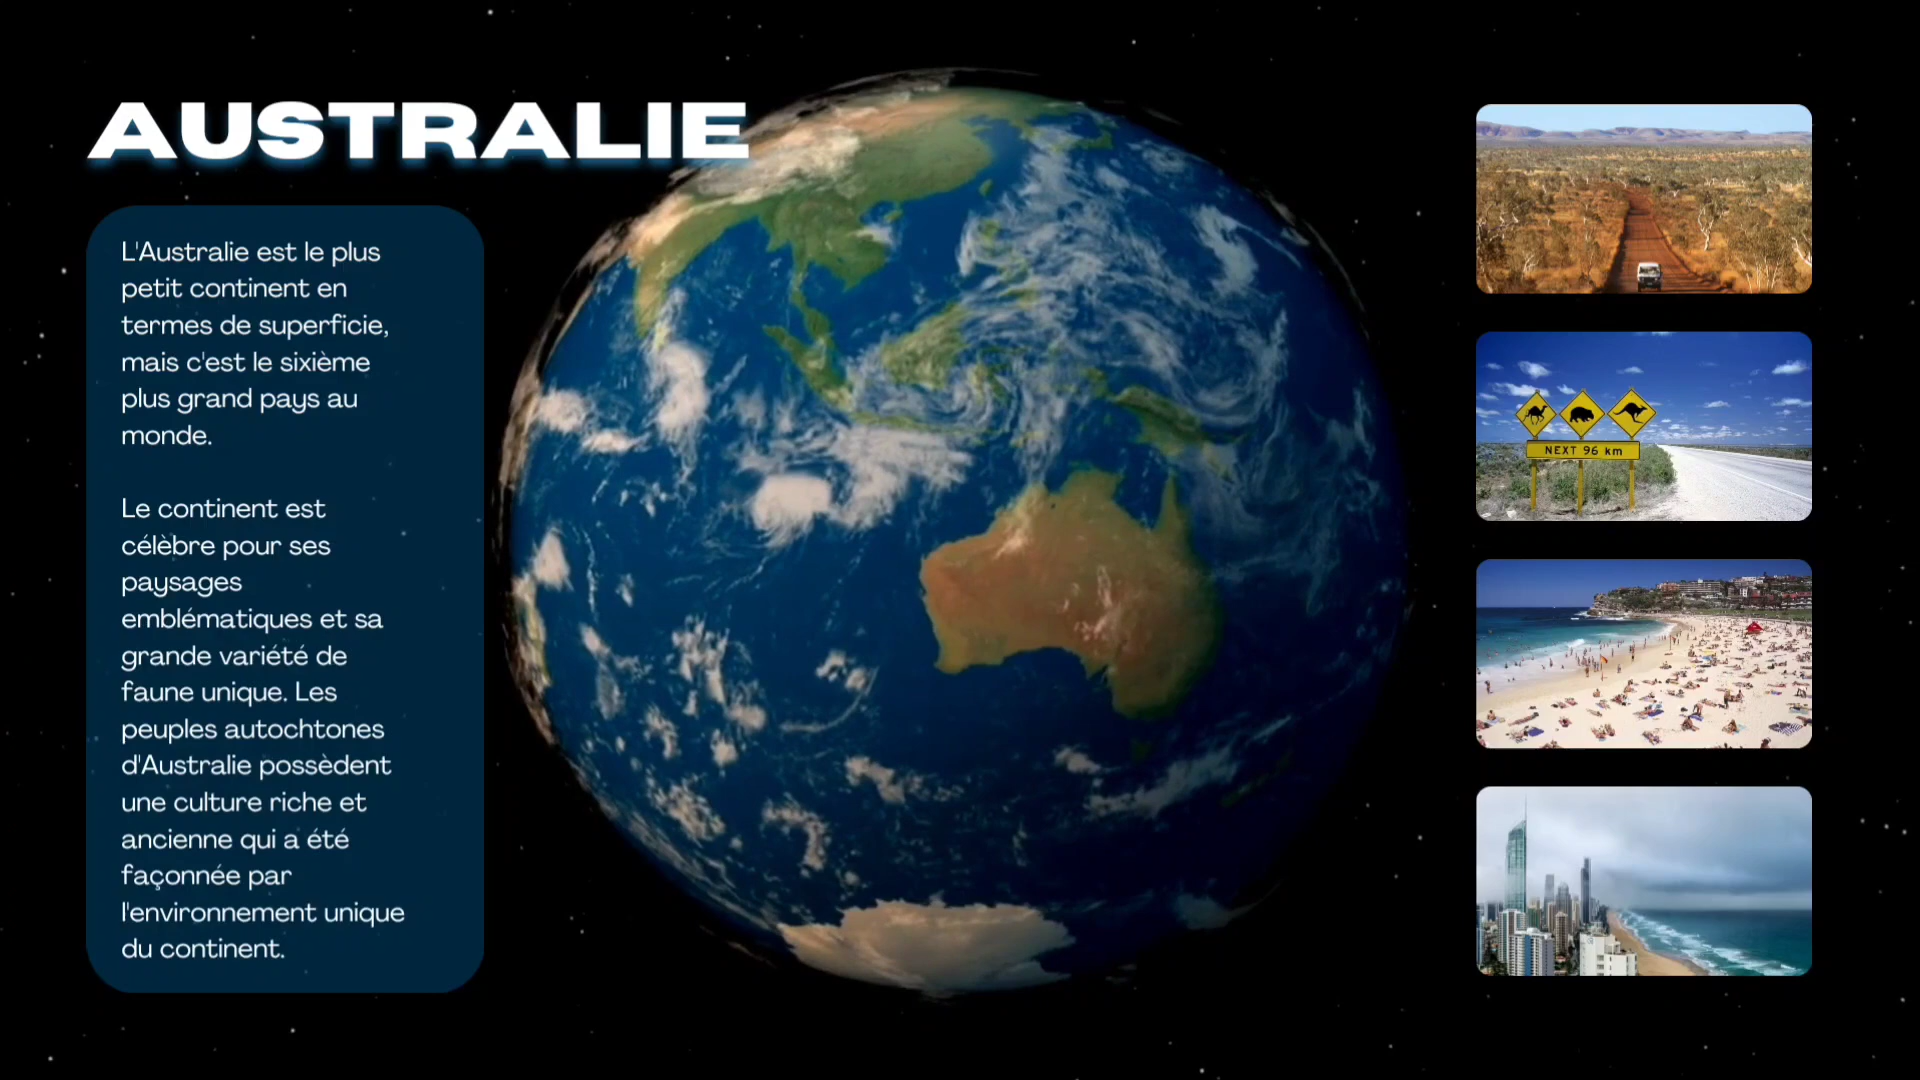 AUSTRALIE
L'Australie est le plus
petit continent en
termes de superficie,
mais c'est le sixième
plus grand pays au
monde.
Le continent est
célèbre pour ses
paysages
emblématiques et sa
grande variété de
faune unique. Les
peuples autochtones
d'Australie possèdent
une culture riche et
ancienne qui a été
façonnée par
l'environnement unique
du continent.
NEXT 96 km